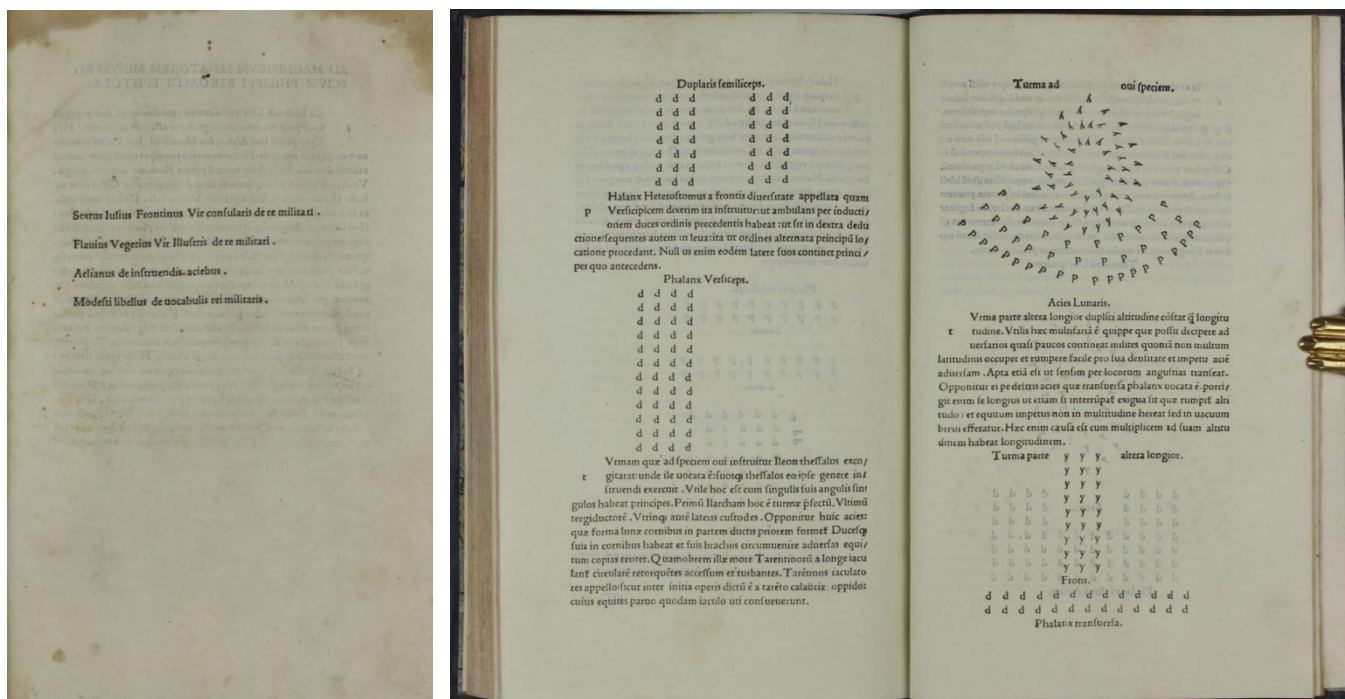 Sextus Iulius Frontinus Vir consularis de re militari .
Flauius Vegetius Vir Illustris de re militari .
Aelianus de instruendis aciebus .
Modesti libellus de uocabulis rei militaris .
Duplaris semiliceps.
d d d d d d
d d d d d d
d d d d d d
d d d d d d
d d d d d d
d d d d d d
d d d d d d
Halanx Heterostomus a frontis diuersitate appellata quam
p Versicipicem dixerim ita instruitur:ut ambulans per inducti/
onem duces ordinis precedentis habeat :ut sit in dextra dedu
ctione/sequentes autem in leua:ita ut ordines alternata principū lo/
catione procedant. Null us enim eodem latere suos continet princi /
pes quo antecedens.
Phalanx Versiceps.
d d d d
d d d d
d d d d
d d d d
d d d d
d d d d
d d d d
d d d d
d d d d
d d d d
d d d d
d d d d
Vrmam quæ ad speciem oui instruitur Ileon thessalus exco/
t gitarat:unde ile uocata ē:suosq; thessalos eo ipse genere in/
struendi exercuit . Vtile hoc est cum singulis suis angulis sint
gulos habeat principes. Primū Ilarcham hoc ē turmæ p̄fectū. Vltimū
tergiductorē . Vtrinq; autē lateris custodes . Opponitur huic acies:
quæ forma lunæ cornibus in partem ductis priorem formet̄ Ducesq;
suis in cornibus habeat et suis brachiis circumuenire aduersas equi/
tum copias tentet. Quamobrem illæ more Tarentinorū a longe iacu
lant̄ circularē retorquētes accessum et turbantes. Tarētinos iaculato
res appello/sicut inter initia operis dictū ē a tarēto calabriæ oppido:
cuius equites paruo quodam iaculo uti consueuerunt.
Turma ad oui speciem.
Acies Lunaris.
Vrma parte altera longior duplici altitudine cōstat q̄ longitu
t tudine. Vtilis hæc multifariā ē quippe quæ possit decipere ad
uersarios quasi paucos contineat milites quoniā non multum
latitudinis occupet et rumpere facile pro sua densitate et impetu aciē
aduersam . Apta etiā est ut sensim per locorum angustias transeat.
Opponitur ei pedestris acies quæ transuersa phalanx uocata ē. porri/
git enim se longius ut etiam si interrūpat̄ exigua sit quæ rumpit̄ alti
tudo : et equitum impetus non in multitudine hereat sed in uacuum
breui efferatur. Hæc enim causa est cum multiplicem ad suam altitu
dinem habeat longitudinem.
Turma parte y y y altera longior.
y y y
y y y
y y y
y y y
y y y
y y y
y y y
y y y
Frons.
d d d d d d d d d d d d
d d d d d d d d d d d d
Phalanx transuersa.